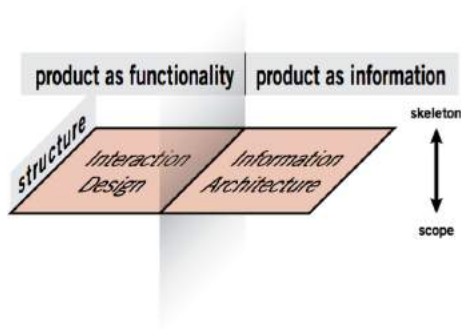 product as functionality
product as information
structure
Interaction
Design
Information
Architecture
skeleton
scope